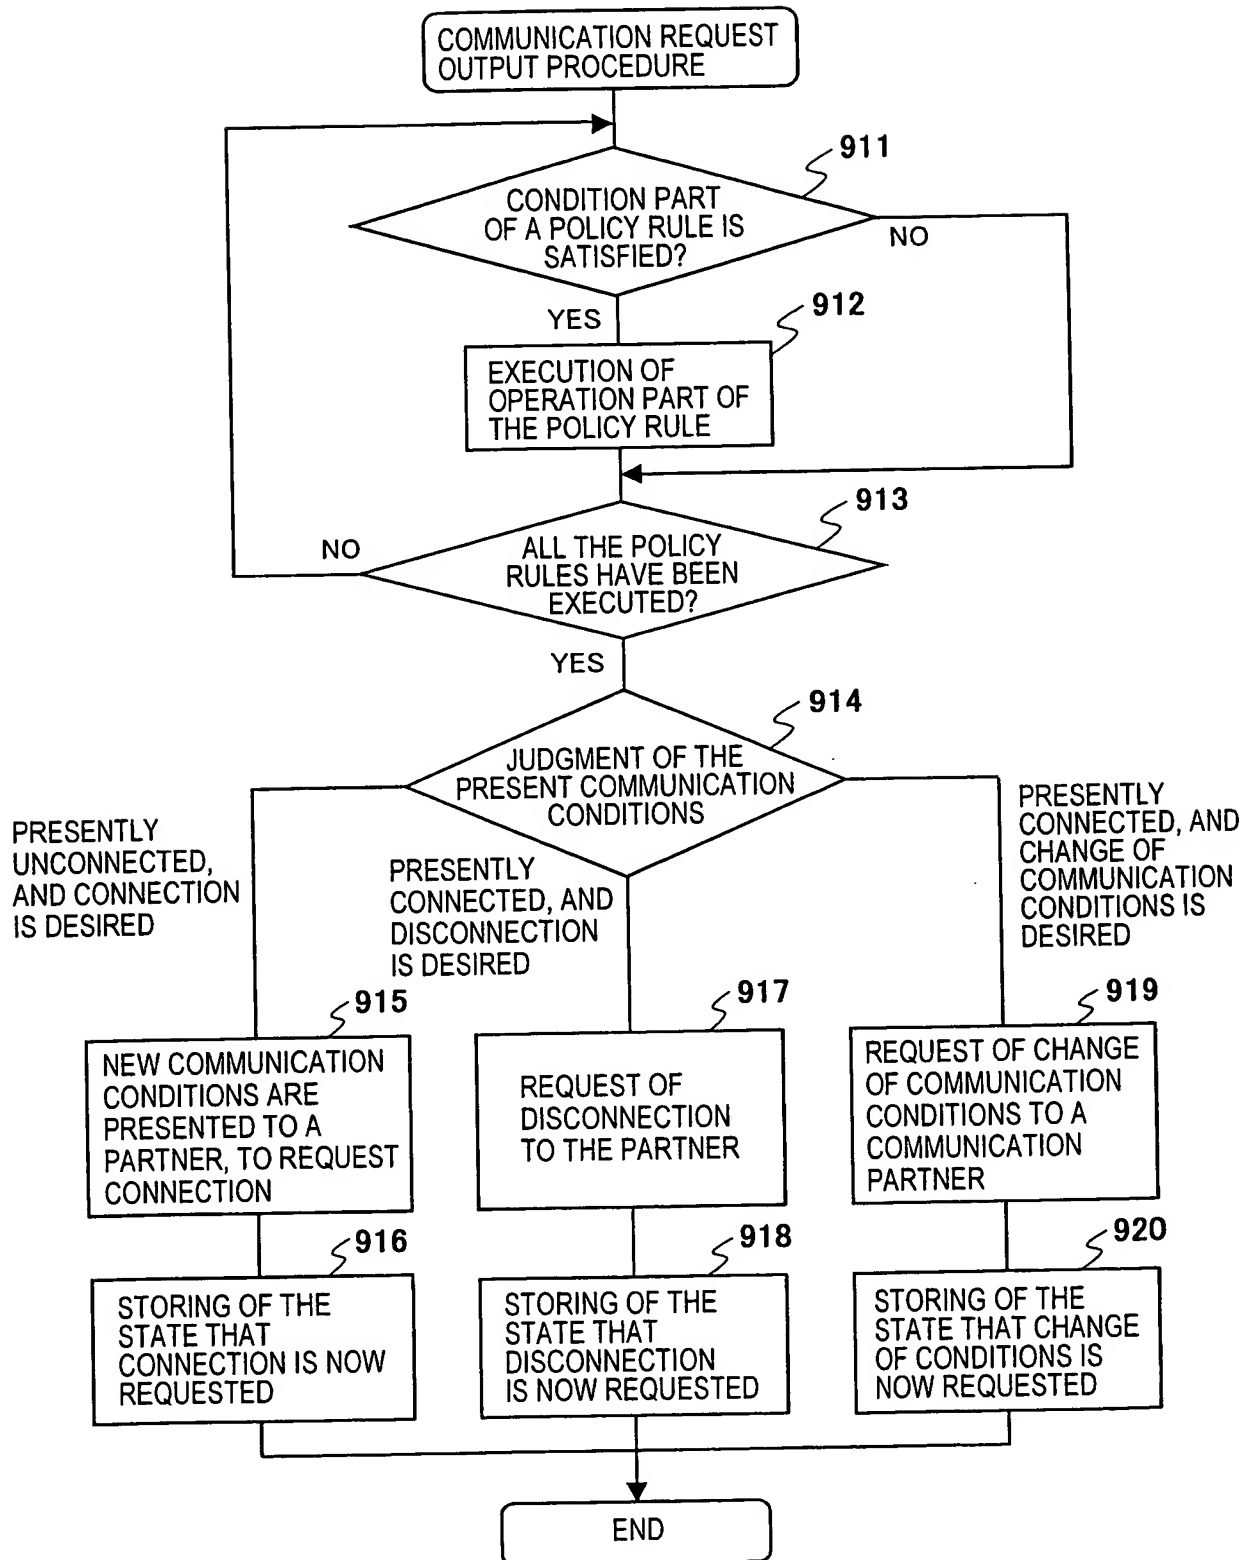 COMMUNICATION REQUEST
OUTPUT PROCEDURE
911
CONDITION PART
OF A POLICY RULE IS
SATISFIED?
NO
YES
912
EXECUTION OF
OPERATION PART OF
THE POLICY RULE
913
ALL THE POLICY
RULES HAVE BEEN
EXECUTED?
NO
YES
914
JUDGMENT OF THE
PRESENT COMMUNICATION
CONDITIONS
PRESENTLY
UNCONNECTED,
AND CONNECTION
IS DESIRED
PRESENTLY
CONNECTED, AND
DISCONNECTION
IS DESIRED
PRESENTLY
CONNECTED, AND
CHANGE OF
COMMUNICATION
CONDITIONS IS
DESIRED
915
NEW COMMUNICATION
CONDITIONS ARE
PRESENTED TO A
PARTNER, TO REQUEST
CONNECTION
917
REQUEST OF
DISCONNECTION
TO THE PARTNER
919
REQUEST OF CHANGE
OF COMMUNICATION
CONDITIONS TO A
COMMUNICATION
PARTNER
916
STORING OF THE
STATE THAT
CONNECTION IS NOW
REQUESTED
918
STORING OF THE
STATE THAT
DISCONNECTION
IS NOW REQUESTED
920
STORING OF THE
STATE THAT CHANGE
OF CONDITIONS IS
NOW REQUESTED
END